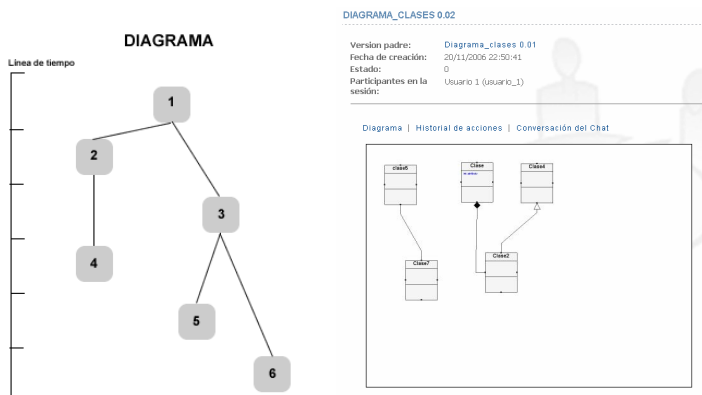 DIAGRAMA
Línea de tiempo
1
2
3
4
5
6
DIAGRAMA_CLASES 0.02
Version padre: Diagrama_clases 0.01
Fecha de creación: 20/11/2006 22:50:41
Estado: 0
Participantes en la sesión: Usuario 1 (usuario_1)
Diagrama | Historial de acciones | Conversación del Chat
clase5
Clase
Clase4
Clase7
Clase2